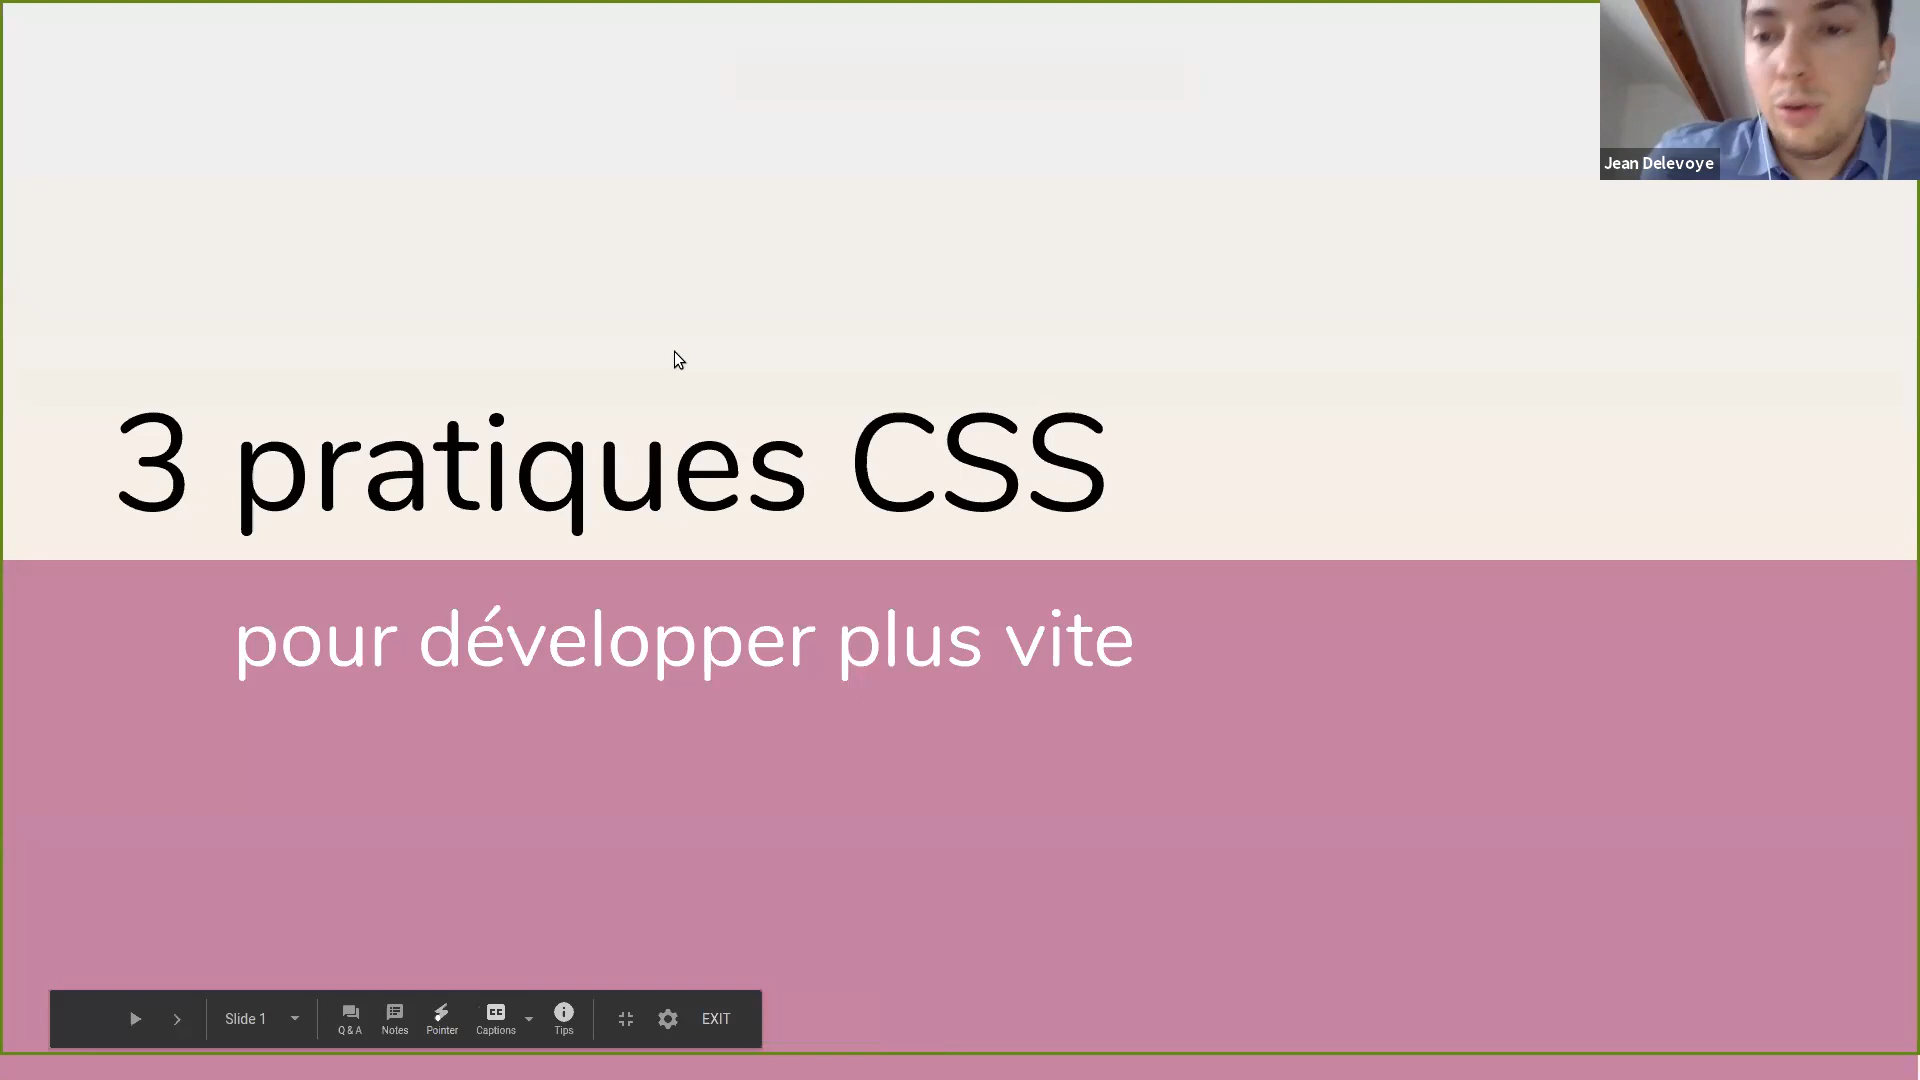 Jean Delevoye
3 pratiques CSS
pour développer plus vite
Slide 1
Q & A
Notes
Pointer
Captions
Tips
EXIT